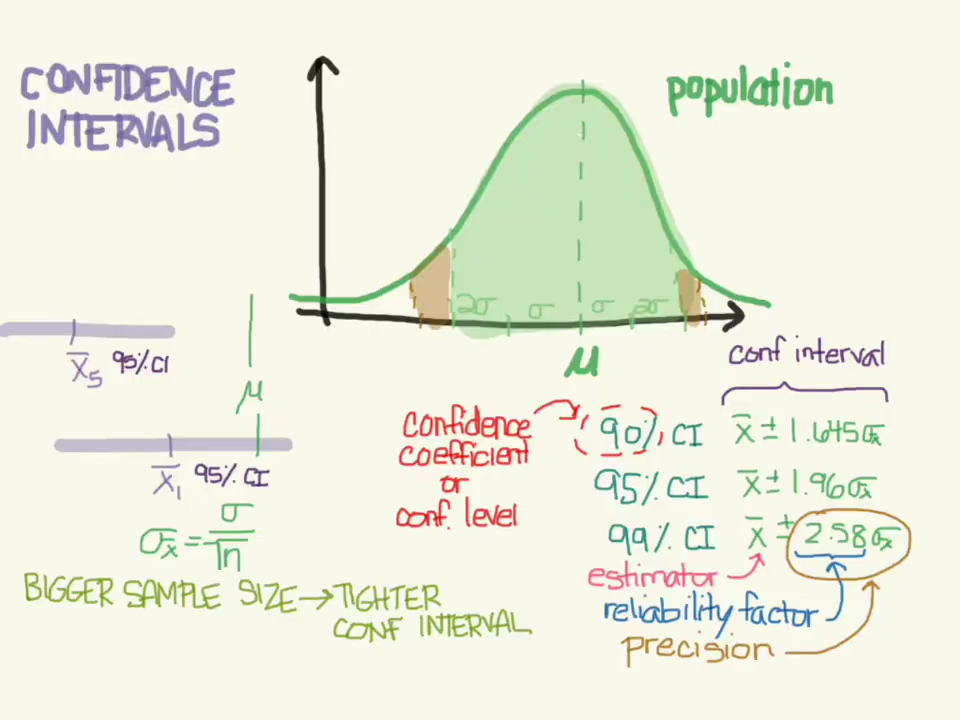 CONFIDENCE
INTERVALS
population
2σ σ σ 2σ
μ
x̄5 95% CI
μ
x̄1 95% CI
σx̄ = σ/√n
BIGGER SAMPLE SIZE → TIGHTER
CONF INTERVAL
confidence
coefficient
or
conf. level
conf interval
90% CI x̄ ± 1.645σx̄
95% CI x̄ ± 1.96σx̄
99% CI x̄ ± 2.58σx̄
estimator
reliability factor
precision